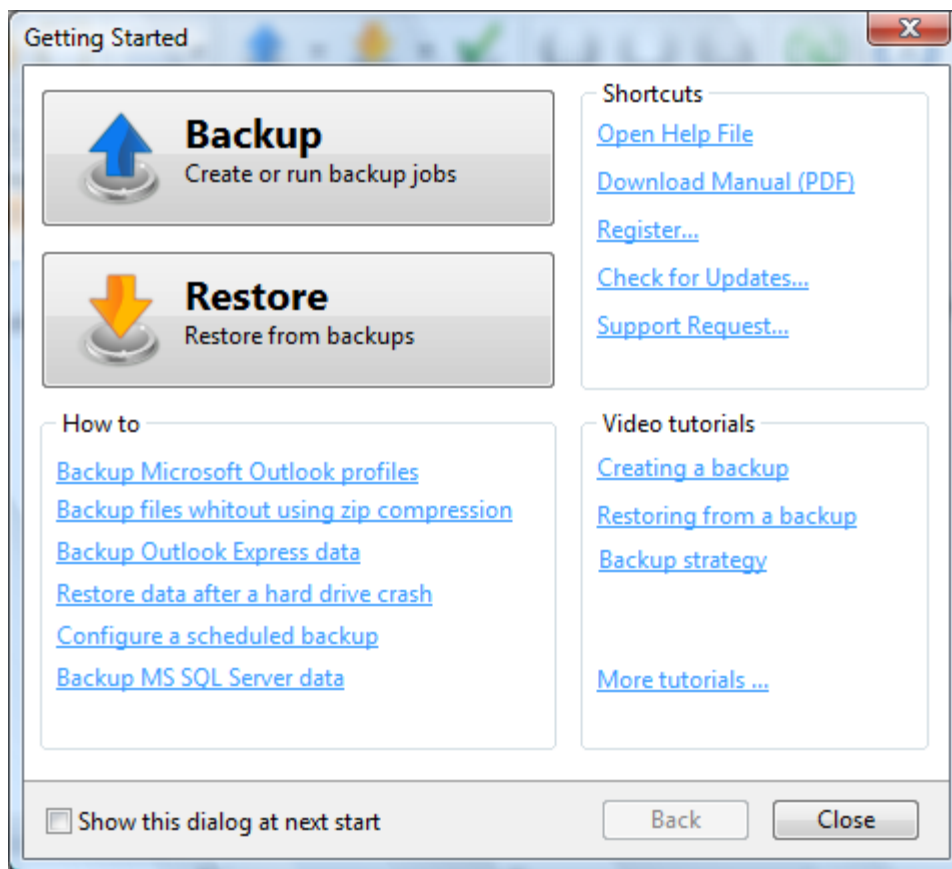 Getting Started
Backup
Create or run backup jobs
Restore
Restore from backups
Shortcuts
Open Help File
Download Manual (PDF)
Register...
Check for Updates...
Support Request...
How to
Backup Microsoft Outlook profiles
Backup files whitout using zip compression
Backup Outlook Express data
Restore data after a hard drive crash
Configure a scheduled backup
Backup MS SQL Server data
Video tutorials
Creating a backup
Restoring from a backup
Backup strategy
More tutorials ...
Show this dialog at next start
Back
Close